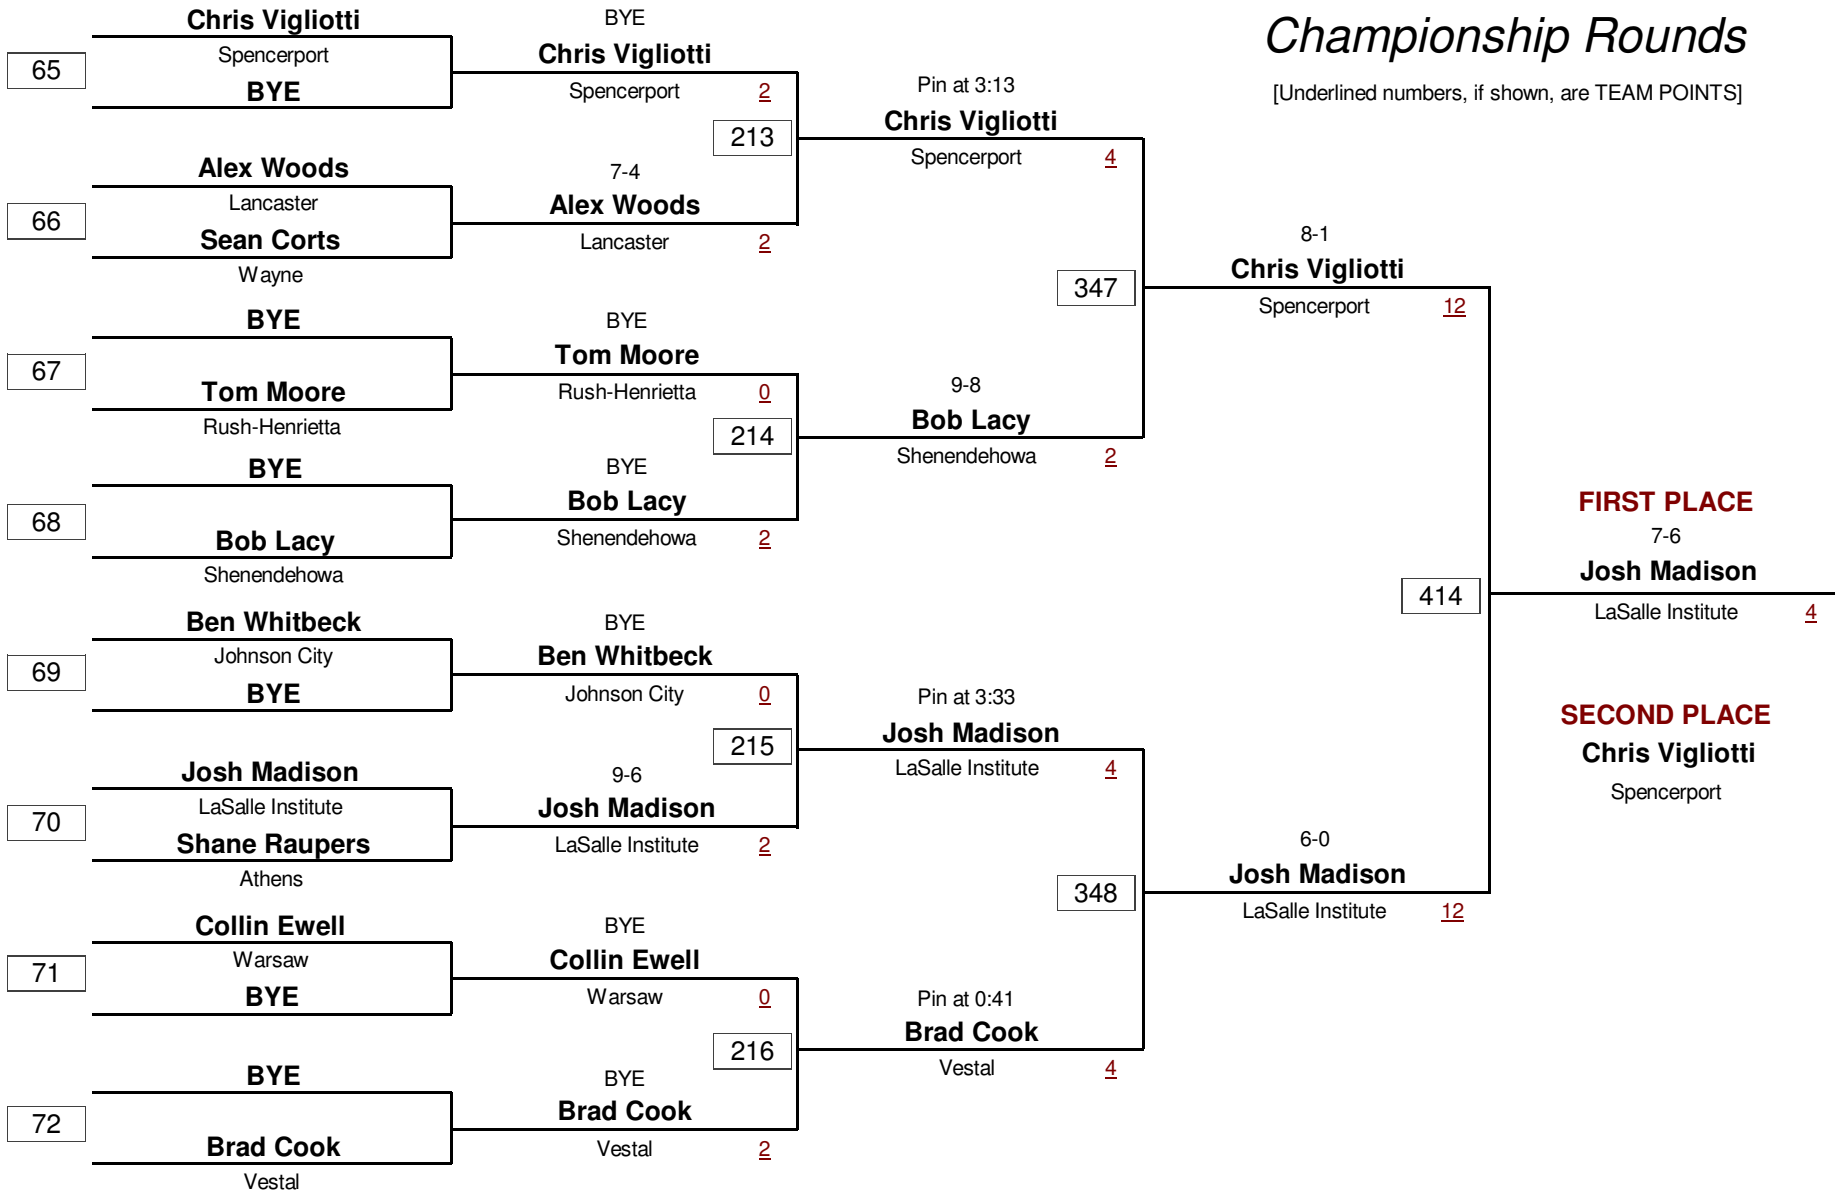 Championship Rounds
[Underlined numbers, if shown, are TEAM POINTS]
Chris Vigliotti
Spencerport
65
BYE
Alex Woods
Lancaster
66
Sean Corts
Wayne
BYE
67
Tom Moore
Rush-Henrietta
BYE
68
Bob Lacy
Shenendehowa
Ben Whitbeck
Johnson City
69
BYE
Josh Madison
LaSalle Institute
70
Shane Raupers
Athens
Collin Ewell
Warsaw
71
BYE
BYE
72
Brad Cook
Vestal
BYE
Chris Vigliotti
Spencerport 2
213
7-4
Alex Woods
Lancaster 2
BYE
Tom Moore
Rush-Henrietta 0
214
BYE
Bob Lacy
Shenendehowa 2
BYE
Ben Whitbeck
Johnson City 0
215
9-6
Josh Madison
LaSalle Institute 2
BYE
Collin Ewell
Warsaw 0
216
BYE
Brad Cook
Vestal 2
Pin at 3:13
Chris Vigliotti
Spencerport 4
347
9-8
Bob Lacy
Shenendehowa 2
Pin at 3:33
Josh Madison
LaSalle Institute 4
348
Pin at 0:41
Brad Cook
Vestal 4
8-1
Chris Vigliotti
Spencerport 12
414
6-0
Josh Madison
LaSalle Institute 12
FIRST PLACE
7-6
Josh Madison
LaSalle Institute 4
SECOND PLACE
Chris Vigliotti
Spencerport